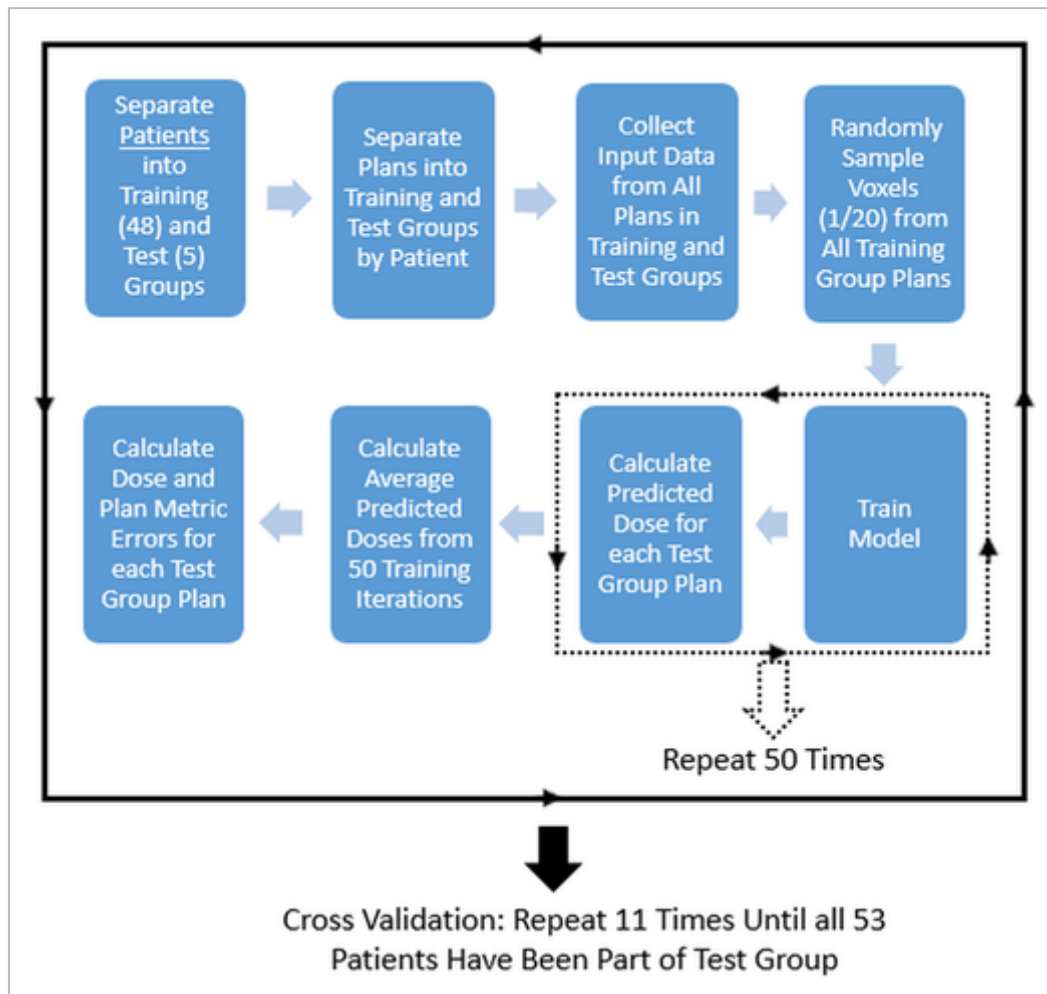 Separate
Patients
into
Training
(48) and
Test (5)
Groups
Separate
Plans into
Training and
Test Groups
by Patient
Collect
Input Data
from All
Plans in
Training and
Test Groups
Randomly
Sample
Voxels
(1/20) from
All Training
Group Plans
Train
Model
Calculate
Predicted
Dose for
each Test
Group Plan
Calculate
Average
Predicted
Doses from
50 Training
Iterations
Calculate
Dose and
Plan Metric
Errors for
each Test
Group Plan
Repeat 50 Times
Cross Validation: Repeat 11 Times Until all 53
Patients Have Been Part of Test Group